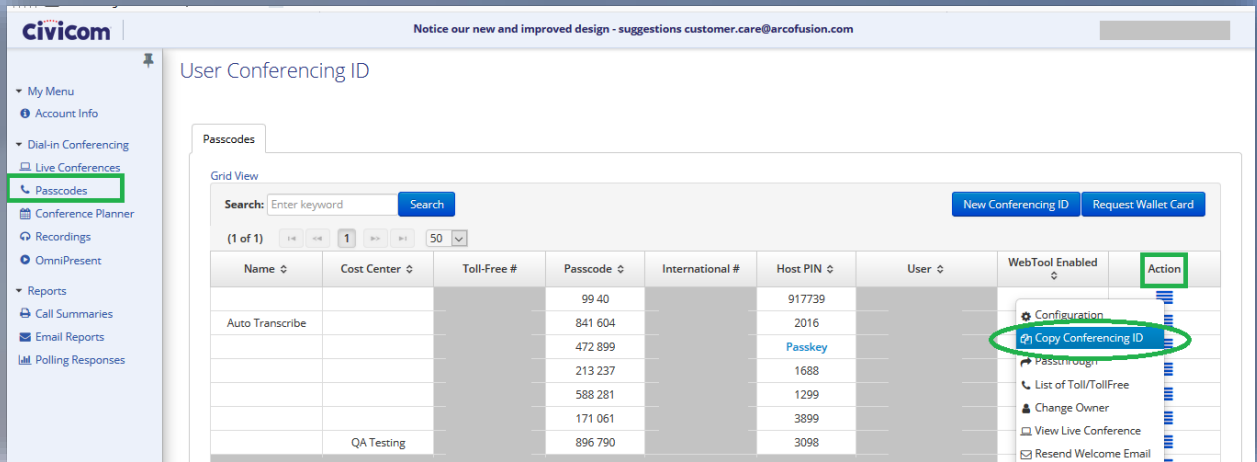 Civicom
Notice our new and improved design - suggestions customer.care@arcofusion.com
User Conferencing ID
My Menu
Account Info
Dial-in Conferencing
Live Conferences
Passcodes
Conference Planner
Recordings
OmniPresent
Reports
Call Summaries
Email Reports
Polling Responses
Passcodes
Grid View
Search: Enter keyword Search New Conferencing ID Request Wallet Card
(1 of 1) 1 50
Name Cost Center Toll-Free # Passcode International # Host PIN User WebTool Enabled Action
99 40 917739
Auto Transcribe 841 604 2016
472 899 Passkey
213 237 1688
588 281 1299
171 061 3899
QA Testing 896 790 3098
Configuration
Copy Conferencing ID
Passthrough
List of Toll/TollFree
Change Owner
View Live Conference
Resend Welcome Email